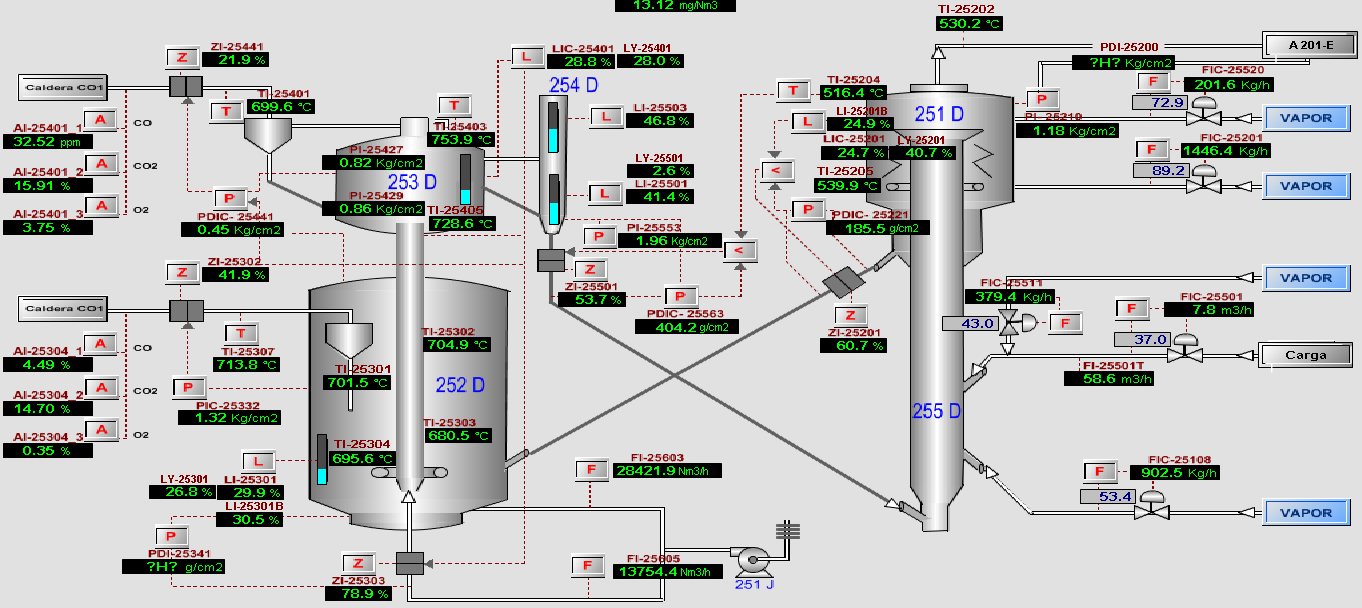 13.12 mg/Nm3
TI-25202
530.2 °C
ZI-25441
21.9 %
Z
LIC-25401
28.8 %
LY-25401
28.0 %
L
PDI-25200
?H? Kg/cm2
A 201-E
Caldera CO1
TI-25401
699.6 °C
T
254 D
TI-25204
516.4 °C
T
FIC-25520
201.6 Kg/h
F
72.9
P
VAPOR
AI-25401_1
32.52 ppm
A
CO
T
TI-25403
753.9 °C
LI-25503
46.8 %
L
LI-25201B
24.9 %
L
251 D
PI-25210
1.18 Kg/cm2
LIC-25201
24.7 %
LY-25201
40.7 %
FIC-25201
1446.4 Kg/h
F
89.2
VAPOR
AI-25401_2
15.91 %
A
CO2
PI-25427
0.82 Kg/cm2
253 D
LY-25501
2.6 %
LI-25501
41.4 %
L
<
TI-25205
539.9 °C
AI-25401_3
3.75 %
A
O2
P
PDIC- 25441
0.45 Kg/cm2
PI-25429
0.86 Kg/cm2
TI-25405
728.6 °C
P
PI-25553
1.96 Kg/cm2
<
P
PDIC- 25221
185.5 g/cm2
ZI-25302
41.9 %
Z
Z
ZI-25501
53.7 %
P
PDIC- 25563
404.2 g/cm2
Z
ZI-25201
60.7 %
FIC-25511
379.4 Kg/h
43.0
F
VAPOR
FIC-25501
7.8 m3/h
F
37.0
Carga
FI-25501T
58.6 m3/h
Caldera CO1
T
TI-25307
713.8 °C
AI-25304_1
4.49 %
A
CO
TI-25302
704.9 °C
TI-25301
701.5 °C
252 D
AI-25304_2
14.70 %
A
CO2
P
PIC-25332
1.32 Kg/cm2
255 D
AI-25304_3
0.35 %
A
O2
TI-25303
680.5 °C
TI-25304
695.6 °C
L
LY-25301
26.8 %
LI-25301
29.9 %
LI-25301B
30.5 %
F
FI-25603
28421.9 Nm3/h
FIC-25108
902.5 Kg/h
F
53.4
VAPOR
P
PDI-25341
?H? g/cm2
Z
ZI-25303
78.9 %
F
FI-25605
13754.4 Nm3/h
251 J